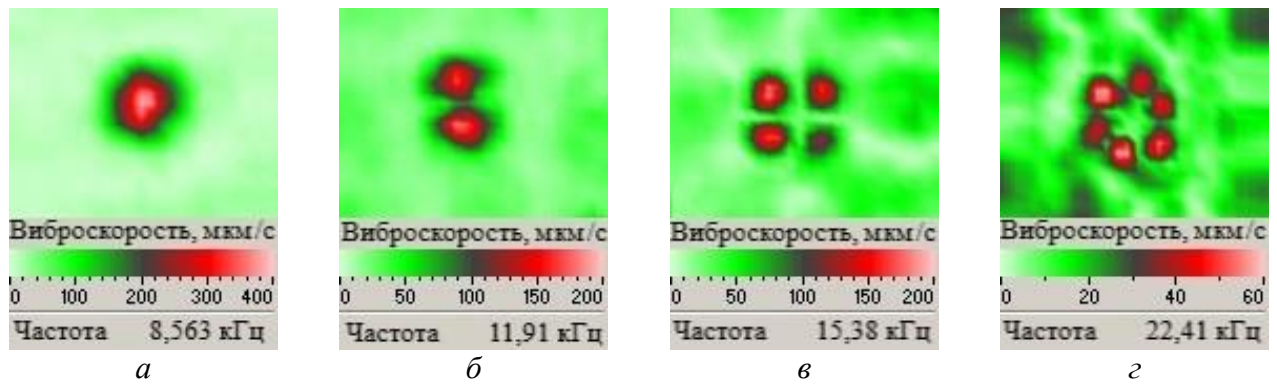 Виброскорость, мкм/с
0 100 200 300 400
Частота 8,563 кГц
а
Виброскорость, мкм/с
0 50 100 150 200
Частота 11,91 кГц
б
Виброскорость, мкм/с
0 50 100 150 200
Частота 15,38 кГц
в
Виброскорость, мкм/с
0 20 40 60
Частота 22,41 кГц
г